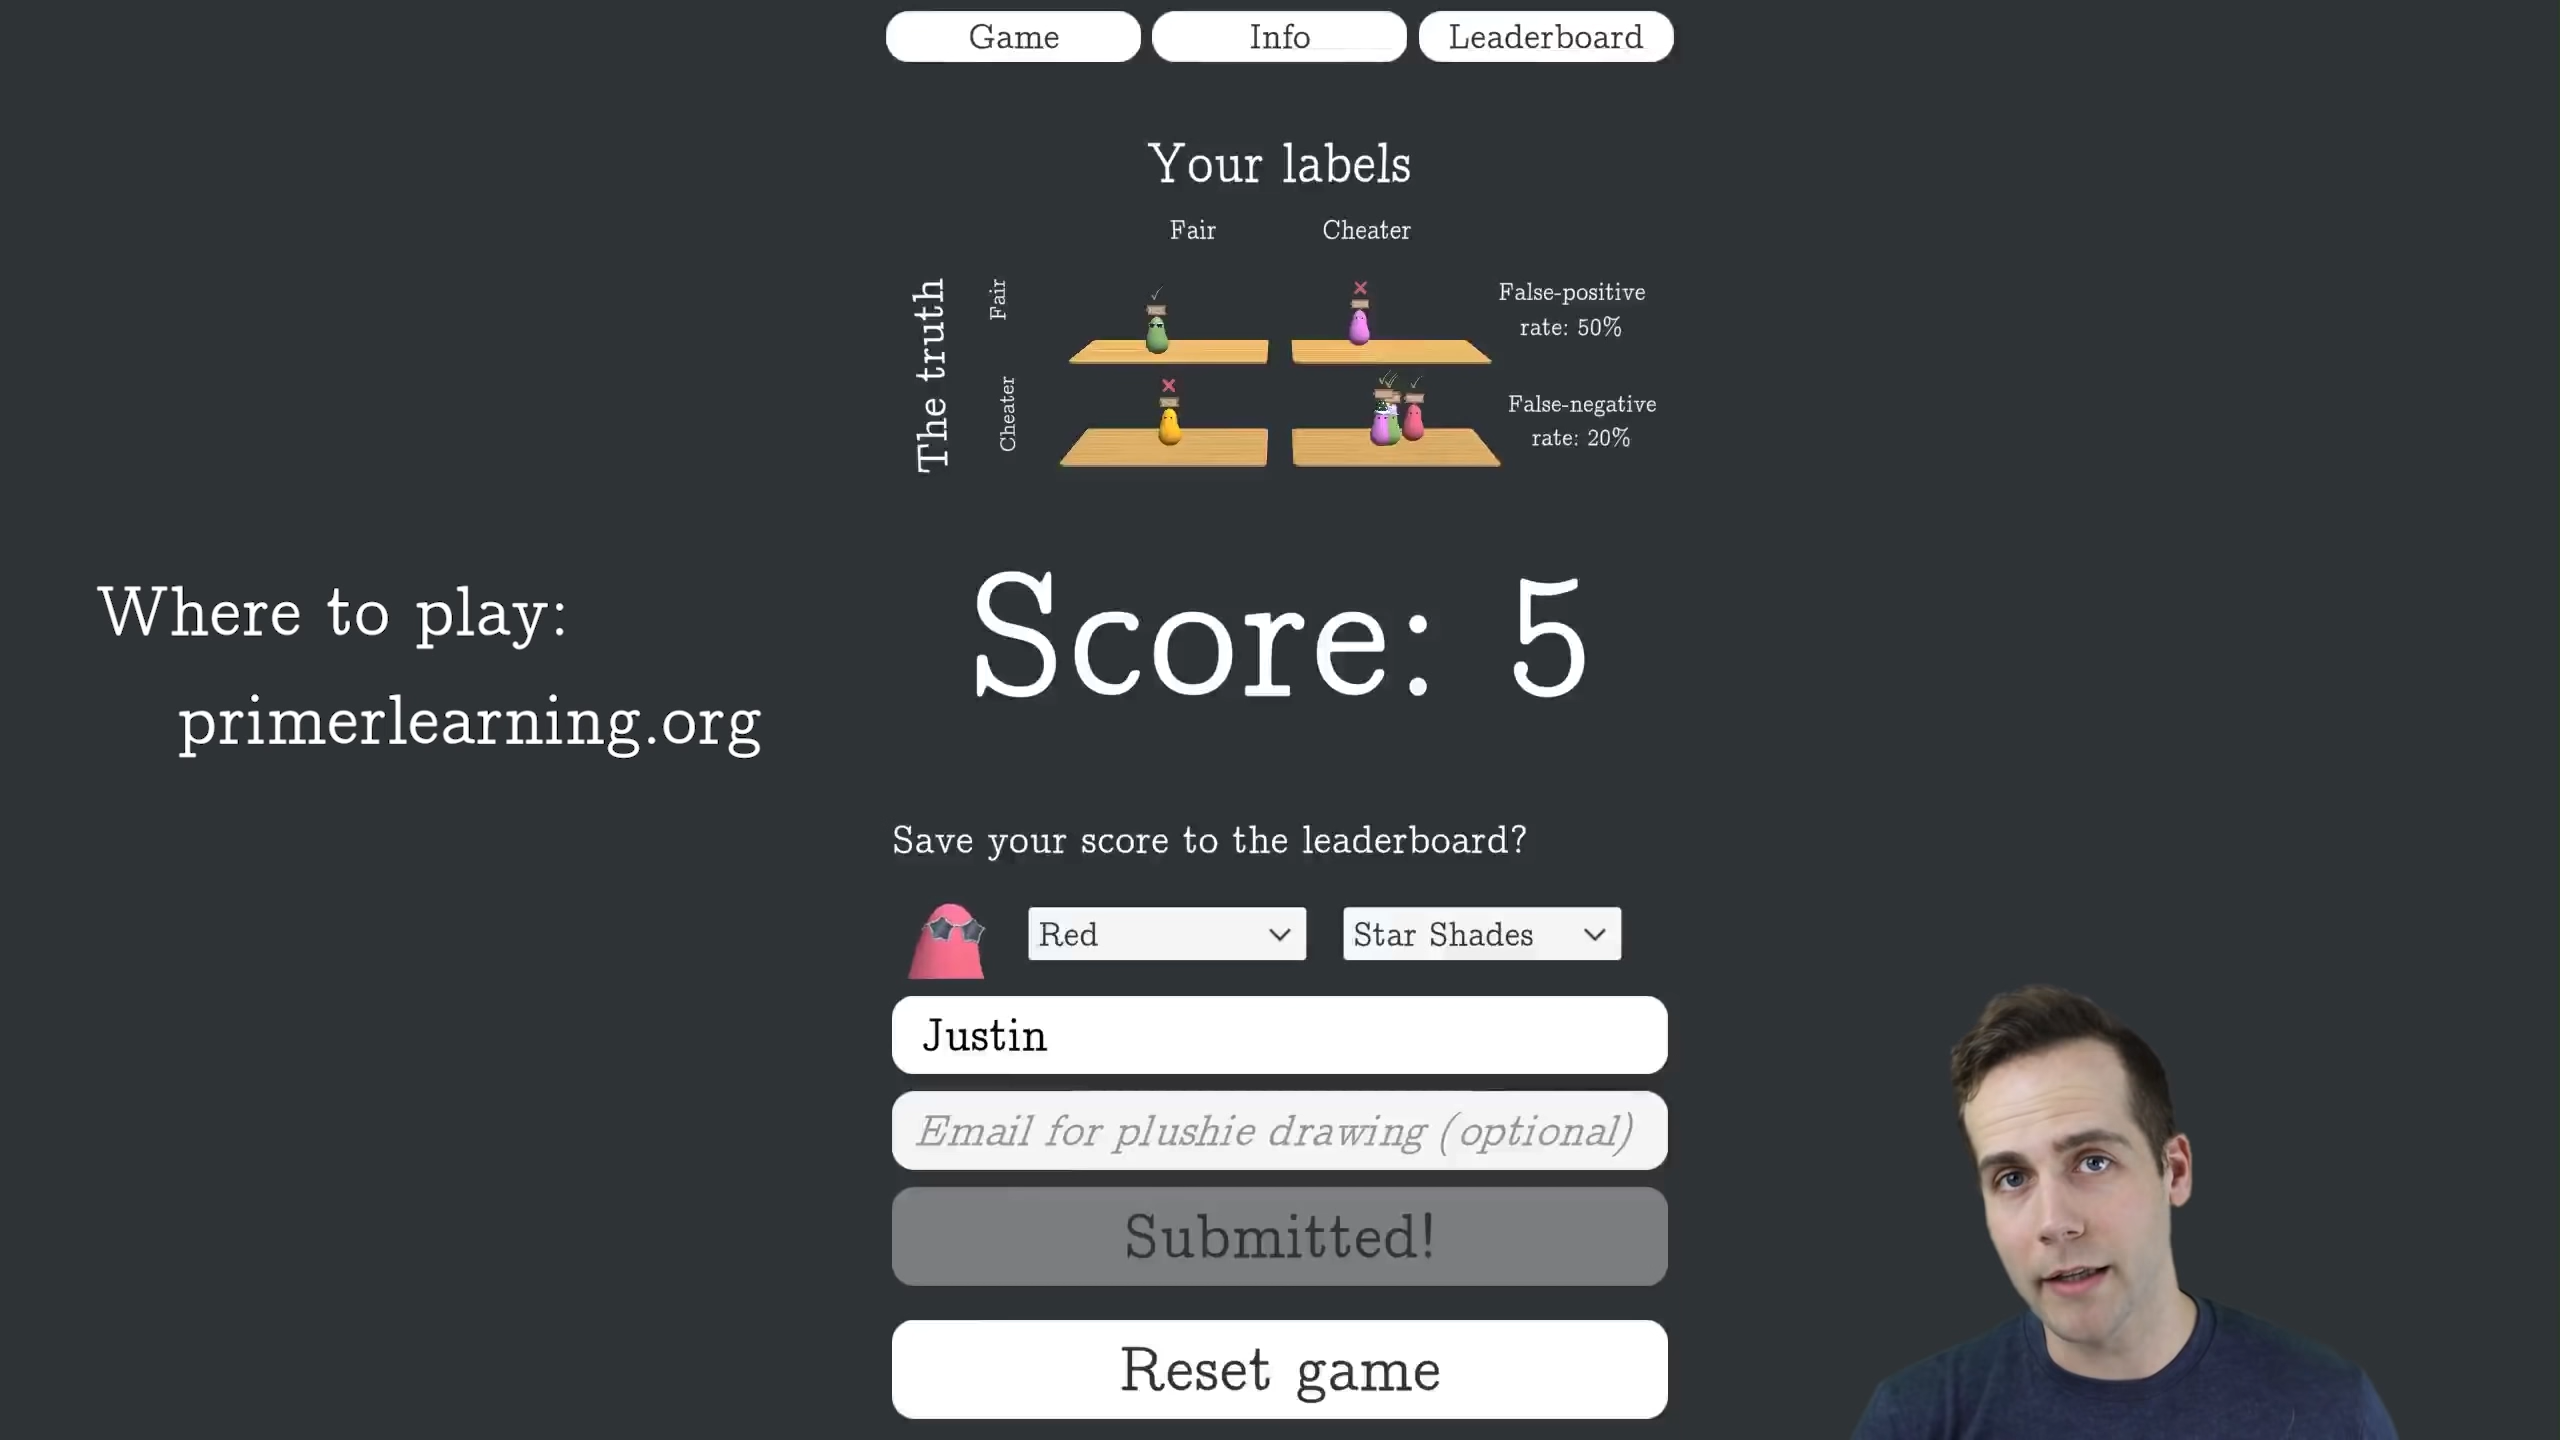 Game Info Leaderboard
Your labels
Fair Cheater
The truth
Fair
False-positive
rate: 50%
Cheater
False-negative
rate: 20%
Where to play:
primerlearning.org
Score: 5
Save your score to the leaderboard?
Red Star Shades
Justin
Email for plushie drawing (optional)
Submitted!
Reset game